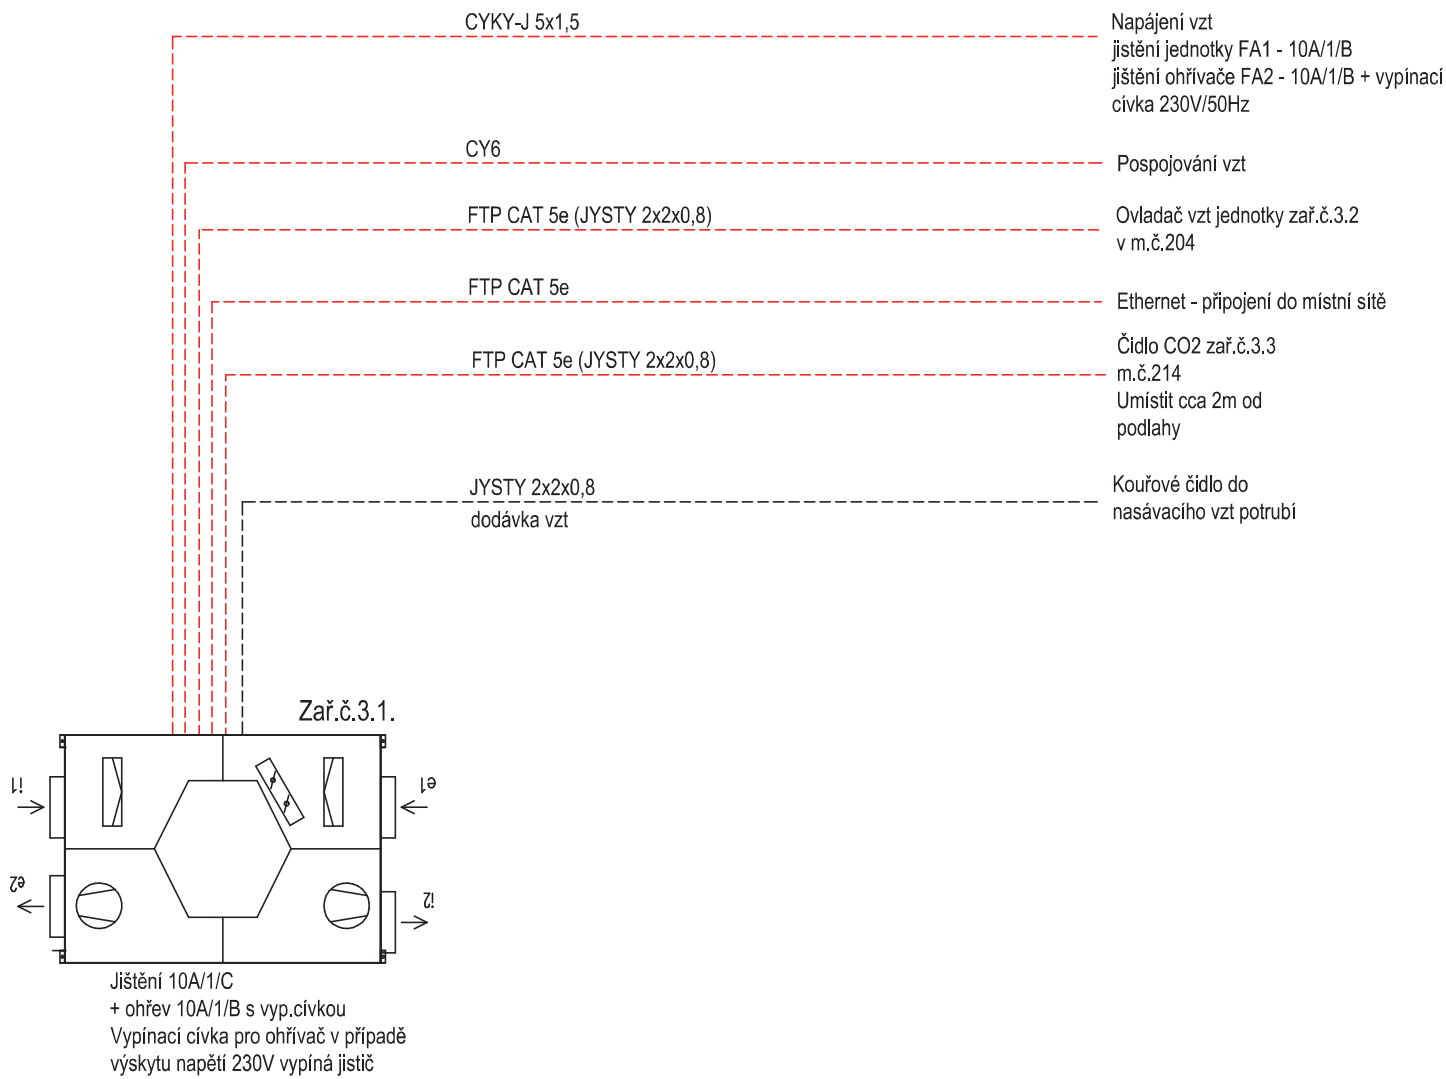 CYKY-J 5x1,5
Napájení vzt
jistění jednotky FA1 - 10A/1/B
jištění ohřívače FA2 - 10A/1/B + vypínací
cívka 230V/50Hz
CY6
Pospojování vzt
FTP CAT 5e (JYSTY 2x2x0,8)
Ovladač vzt jednotky zař.č.3.2
v m.č.204
FTP CAT 5e
Ethernet - připojení do místní sítě
FTP CAT 5e (JYSTY 2x2x0,8)
Čidlo CO2 zař.č.3.3
m.č.214
Umístit cca 2m od
podlahy
JYSTY 2x2x0,8
dodávka vzt
Kouřové čidlo do
nasávacího vzt potrubí
Zař.č.3.1.
i1
e1
e2
i2
Jištění 10A/1/C
+ ohřev 10A/1/B s vyp.cívkou
Vypínací cívka pro ohřívač v případě
výskytu napětí 230V vypíná jistič